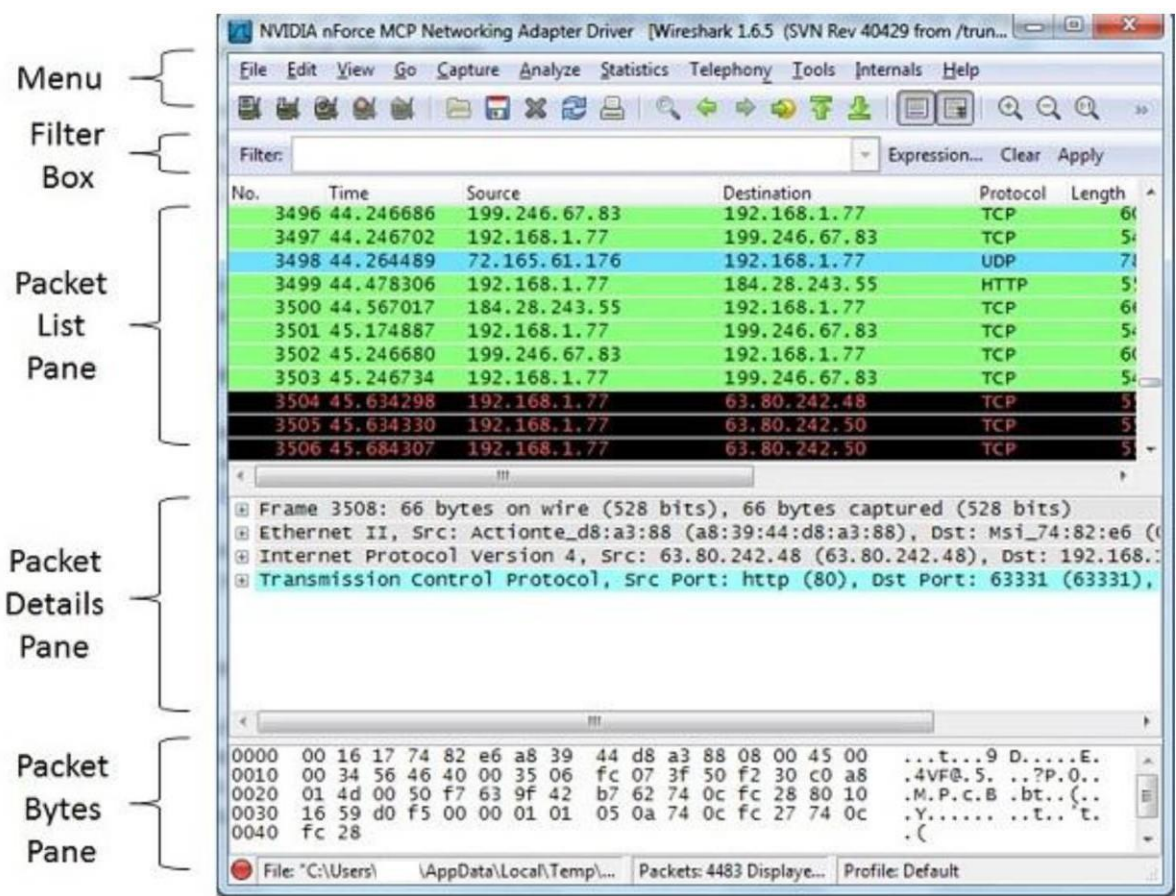 NVIDIA nForce MCP Networking Adapter Driver [Wireshark 1.6.5 (SVN Rev 40429 from /trun...
Menu
File Edit View Go Capture Analyze Statistics Telephony Tools Internals Help
Filter Box
Filter: Expression... Clear Apply
Packet List Pane
No. Time Source Destination Protocol Length
3496 44.246686 199.246.67.83 192.168.1.77 TCP
3497 44.246702 192.168.1.77 199.246.67.83 TCP
3498 44.264489 72.165.61.176 192.168.1.77 UDP
3499 44.478306 192.168.1.77 184.28.243.55 HTTP
3500 44.567017 184.28.243.55 192.168.1.77 TCP
3501 45.174887 192.168.1.77 199.246.67.83 TCP
3502 45.246680 199.246.67.83 192.168.1.77 TCP
3503 45.246734 192.168.1.77 199.246.67.83 TCP
3504 45.634298 192.168.1.77 63.80.242.48 TCP
3505 45.634330 192.168.1.77 63.80.242.50 TCP
3506 45.684307 192.168.1.77 63.80.242.50 TCP
Packet Details Pane
Frame 3508: 66 bytes on wire (528 bits), 66 bytes captured (528 bits)
Ethernet II, Src: Actionte_d8:a3:88 (a8:39:44:d8:a3:88), Dst: Msi_74:82:e6 (
Internet Protocol Version 4, Src: 63.80.242.48 (63.80.242.48), Dst: 192.168.
Transmission Control Protocol, Src Port: http (80), Dst Port: 63331 (63331),
Packet Bytes Pane
0000 00 16 17 74 82 e6 a8 39 44 d8 a3 88 08 00 45 00 ...t...9 D.....E.
0010 00 34 56 46 40 00 35 06 fc 07 3f 50 f2 30 c0 a8 .4VF@.5. ..?P.0..
0020 01 4d 00 50 f7 63 9f 42 b7 62 74 0c fc 28 80 10 .M.P.c.B .bt..(..
0030 16 59 d0 f5 00 00 01 01 05 0a 74 0c fc 27 74 0c .Y...... ..t..'t.
0040 fc 28 .(
File: "C:\Users\ \AppData\Local\Temp\... Packets: 4483 Displaye... Profile: Default